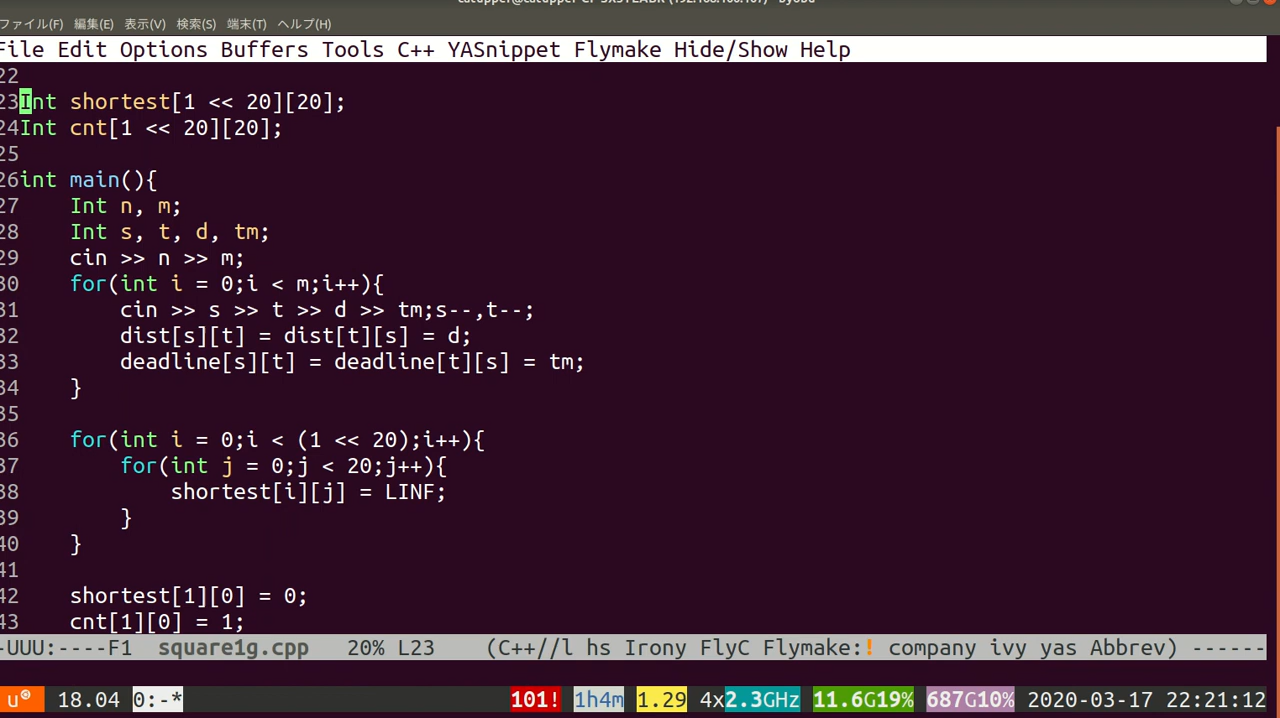 ファイル(F) 編集(E) 表示(V) 検索(S) 端末(T) ヘルプ(H)
File Edit Options Buffers Tools C++ YASnippet Flymake Hide/Show Help
22
23Int shortest[1 << 20][20];
24Int cnt[1 << 20][20];
25
26int main(){
27    Int n, m;
28    Int s, t, d, tm;
29    cin >> n >> m;
30    for(int i = 0;i < m;i++){
31        cin >> s >> t >> d >> tm;s--,t--;
32        dist[s][t] = dist[t][s] = d;
33        deadline[s][t] = deadline[t][s] = tm;
34    }
35
36    for(int i = 0;i < (1 << 20);i++){
37        for(int j = 0;j < 20;j++){
38            shortest[i][j] = LINF;
39        }
40    }
41
42    shortest[1][0] = 0;
43    cnt[1][0] = 1;
-UUU:----F1  square1g.cpp   20% L23    (C++//l hs Irony FlyC Flymake:! company ivy yas Abbrev) ------
u 18.04 0:-* 101! 1h4m 1.29 4x2.3GHz 11.6G19% 687G10% 2020-03-17 22:21:12